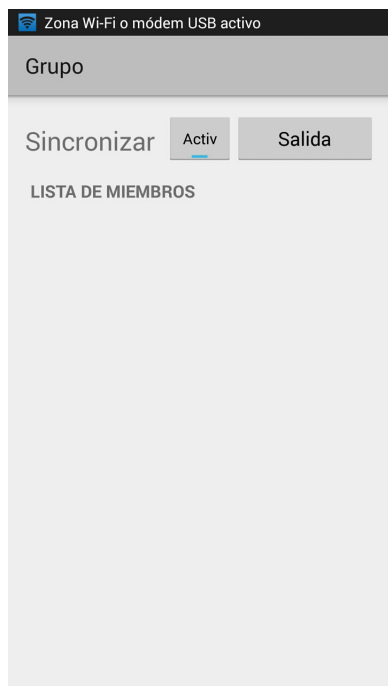 Zona Wi-Fi o módem USB activo
Grupo
Sincronizar Activ Salida
LISTA DE MIEMBROS